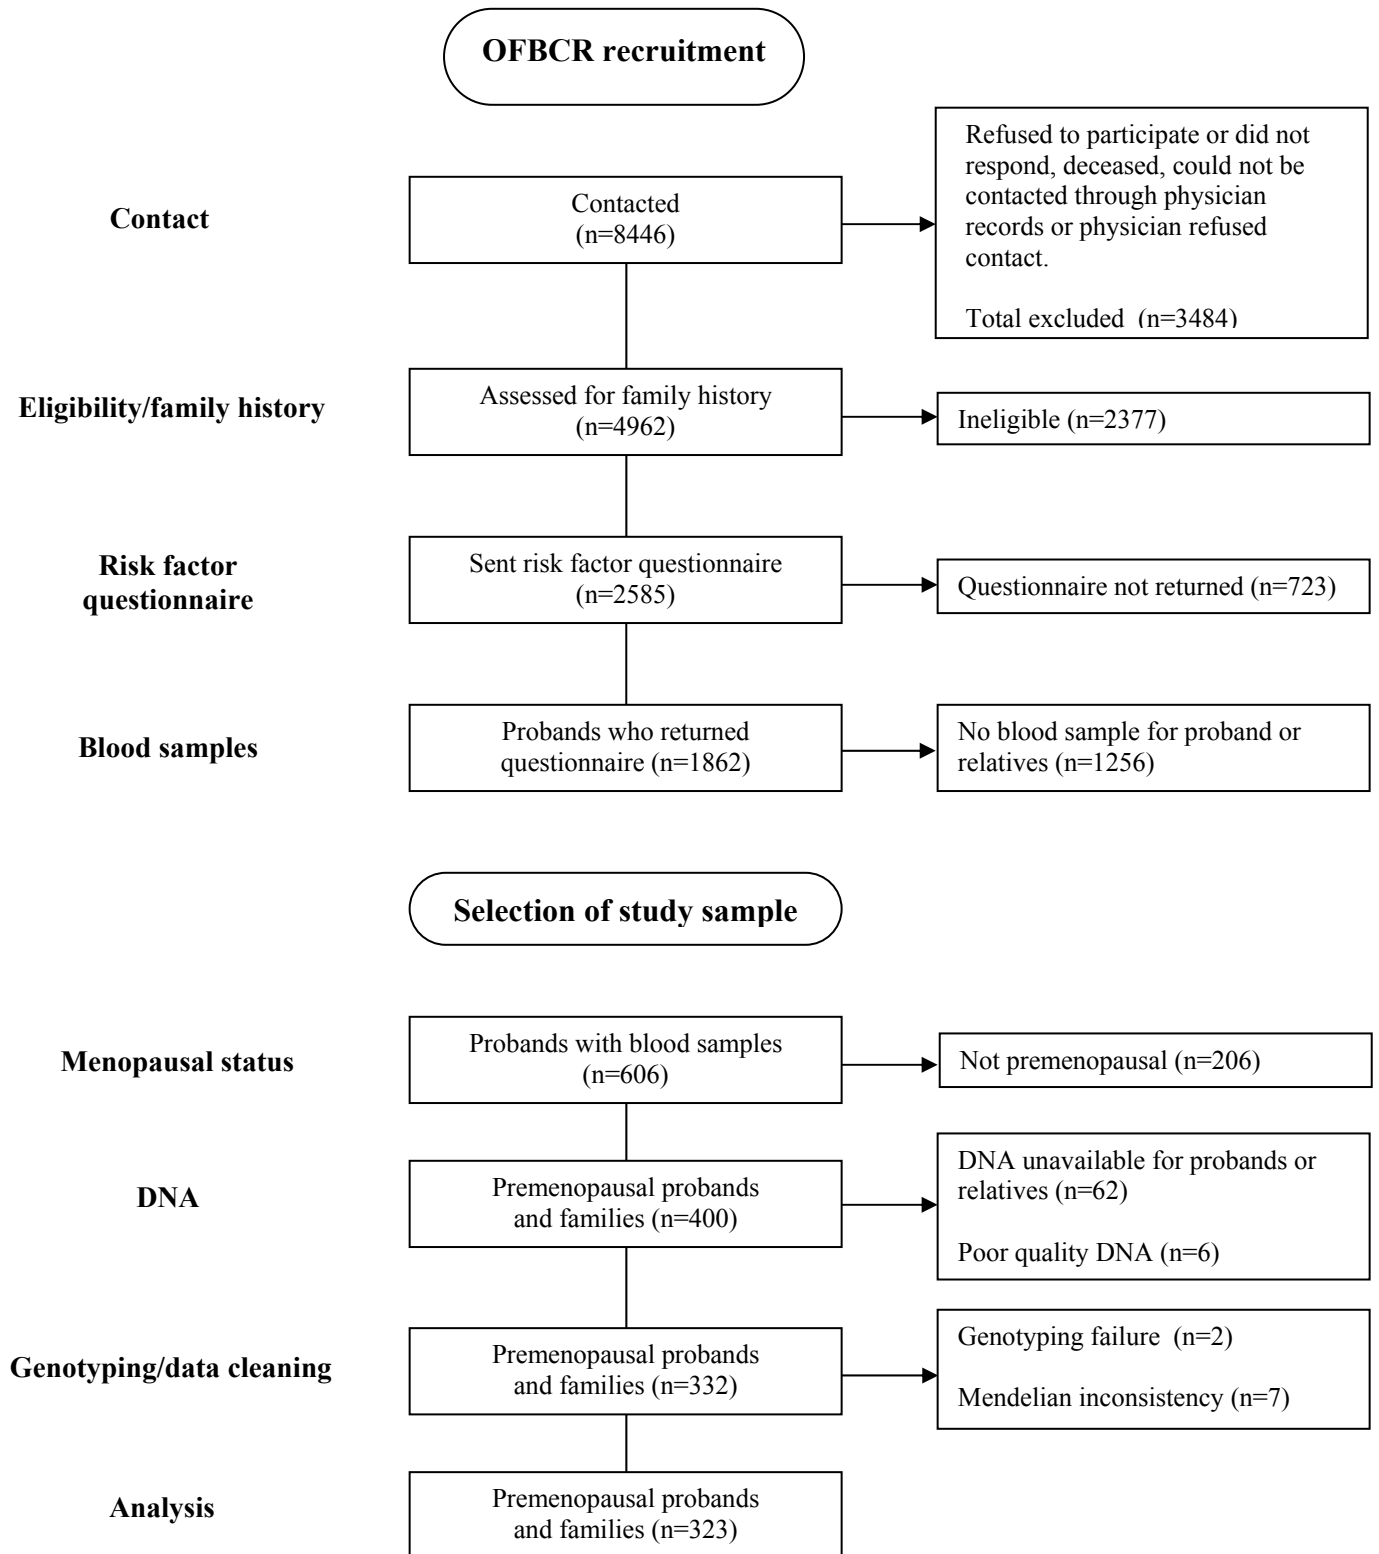 OFBCR recruitment
Contact
Contacted
(n=8446)
Refused to participate or did not
respond, deceased, could not be
contacted through physician
records or physician refused
contact.
Total excluded (n=3484)
Eligibility/family history
Assessed for family history
(n=4962)
Ineligible (n=2377)
Risk factor
questionnaire
Sent risk factor questionnaire
(n=2585)
Questionnaire not returned (n=723)
Blood samples
Probands who returned
questionnaire (n=1862)
No blood sample for proband or
relatives (n=1256)
Selection of study sample
Menopausal status
Probands with blood samples
(n=606)
Not premenopausal (n=206)
DNA
Premenopausal probands
and families (n=400)
DNA unavailable for probands or
relatives (n=62)
Poor quality DNA (n=6)
Genotyping/data cleaning
Premenopausal probands
and families (n=332)
Genotyping failure (n=2)
Mendelian inconsistency (n=7)
Analysis
Premenopausal probands
and families (n=323)